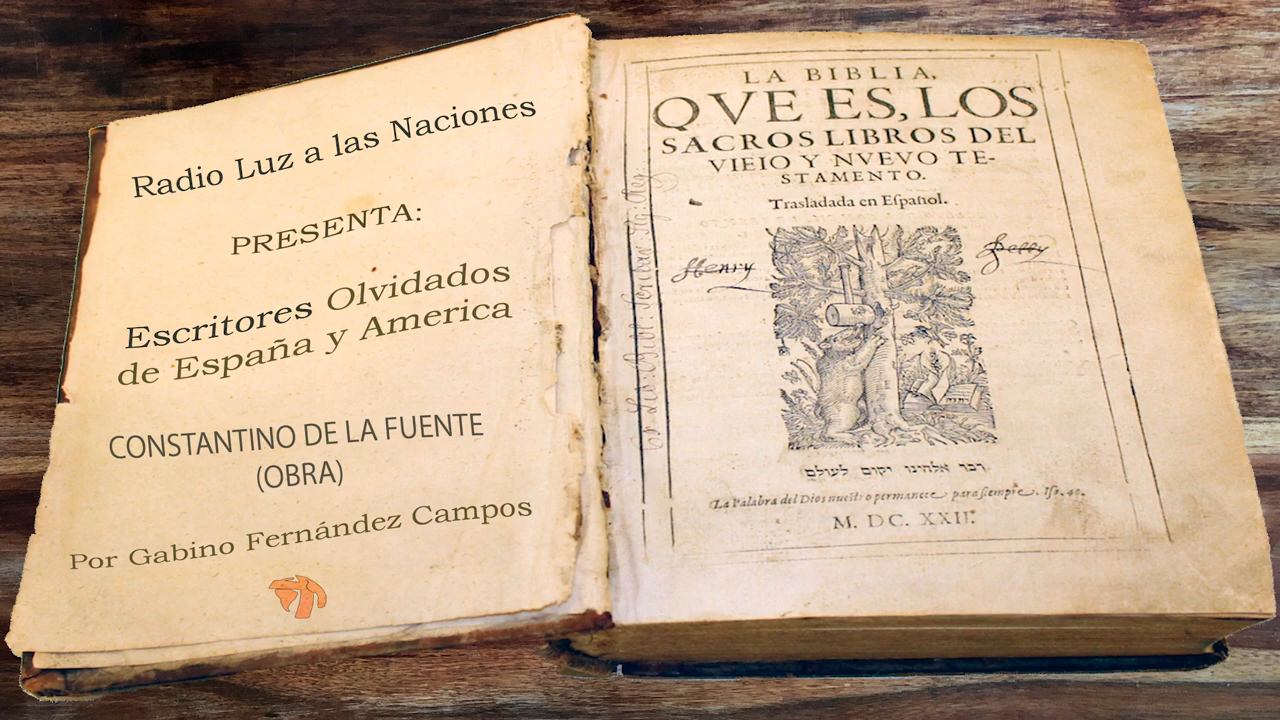 Radio Luz a las Naciones
PRESENTA:
Escritores Olvidados
de España y America
CONSTANTINO DE LA FUENTE
(OBRA)
Por Gabino Fernández Campos
LA BIBLIA,
QVE ES, LOS
SACROS LIBROS DEL
VIEIO Y NVEVO TE-
STAMENTO.
Trasladada en Eſpañol.
Henry
דבר אלהינו יקום לעולם
La Palabra del Dios nueſtro permanece para ſiempre. Iſa. 40.
M. DC. XXII.